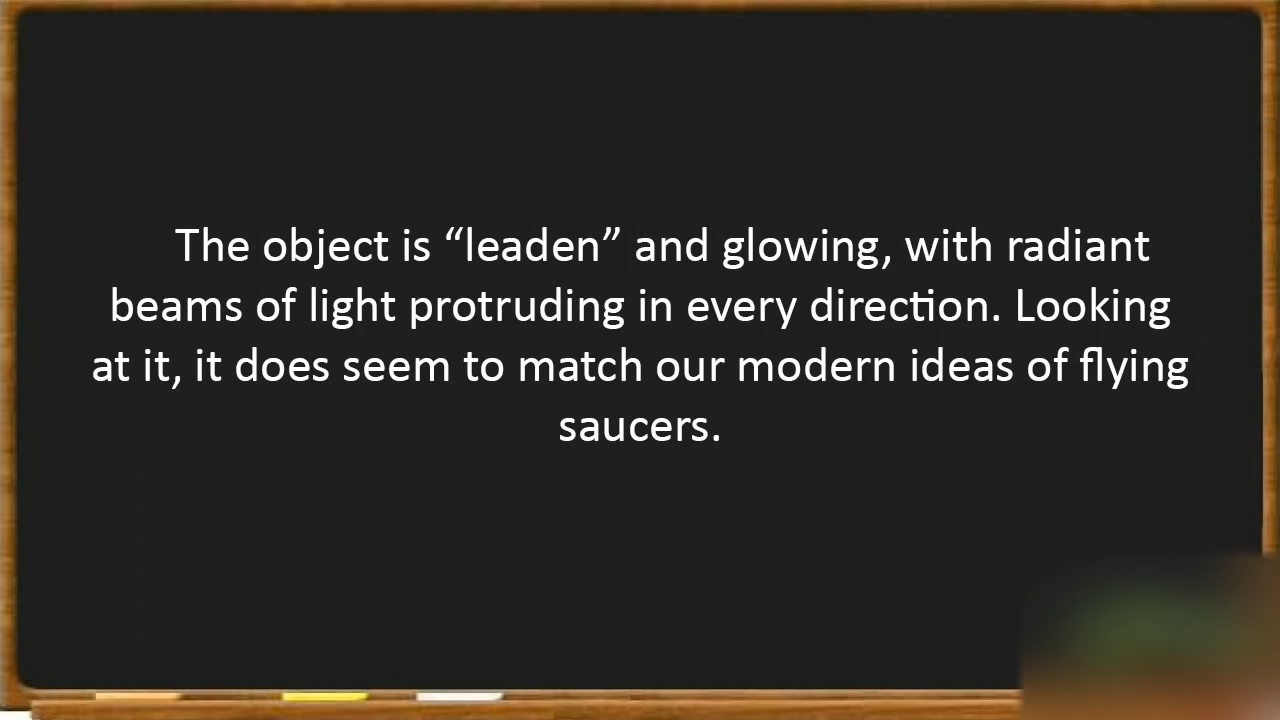 The object is “leaden” and glowing, with radiant
beams of light protruding in every direction. Looking
at it, it does seem to match our modern ideas of flying
saucers.